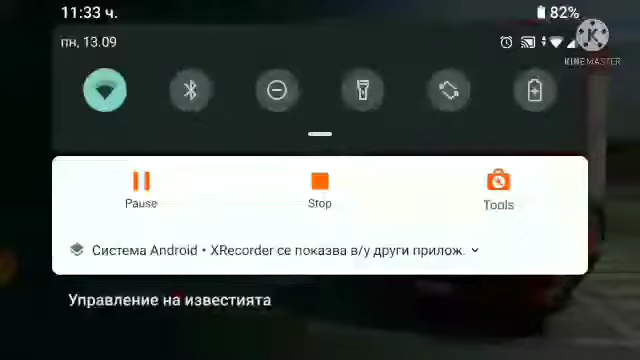 11:33 ч.
82%
пн, 13.09
KINEMASTER
Pause
Stop
Tools
Система Android • XRecorder се показва в/у други прилож.
Управление на известията